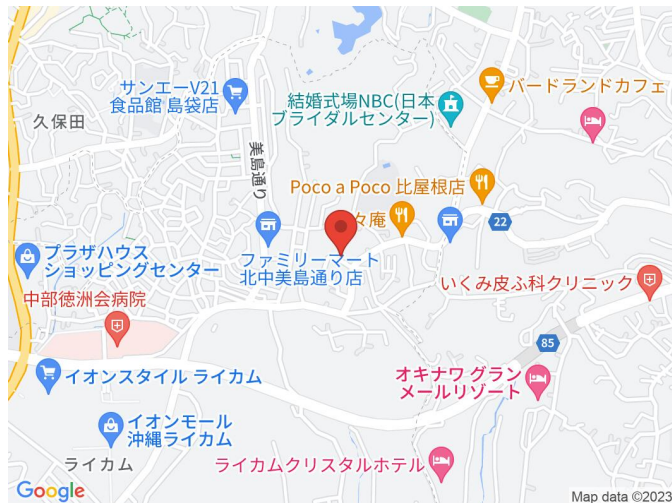 サンエーV21
食品館 島袋店
久保田
美島通り
結婚式場NBC(日本
ブライダルセンター)
バードランドカフェ
Poco a Poco 比屋根店
々庵
22
プラザハウス
ショッピングセンター
ファミリーマート
北中美島通り店
中部徳洲会病院
いくみ皮ふ科クリニック
85
イオンスタイル ライカム
オキナワ グラン
メールリゾート
イオンモール
沖縄ライカム
ライカム
ライカムクリスタルホテル
Google
Map data ©2023